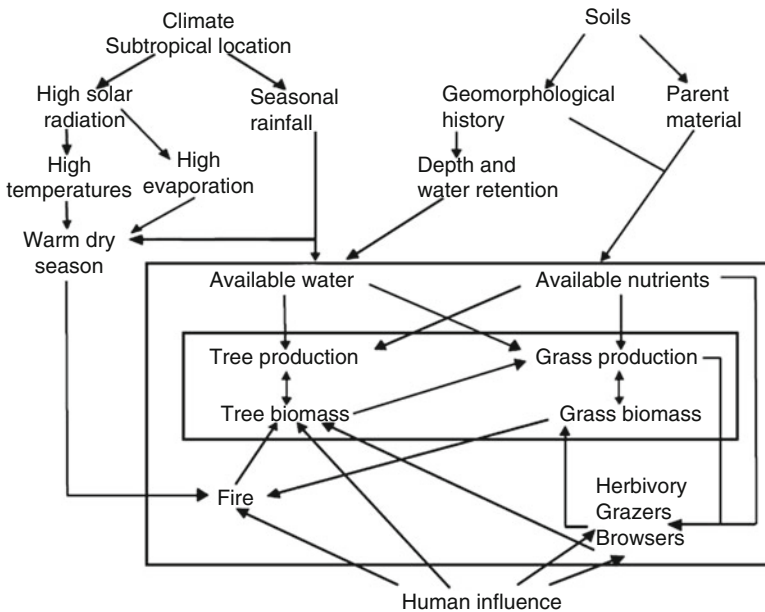 Climate
Subtropical location
Soils
High solar
radiation
Seasonal
rainfall
Geomorphological
history
Parent
material
High
temperatures
High
evaporation
Depth and
water retention
Warm dry
season
Available water
Available nutrients
Tree production
Grass production
Tree biomass
Grass biomass
Fire
Herbivory
Grazers
Browsers
Human influence